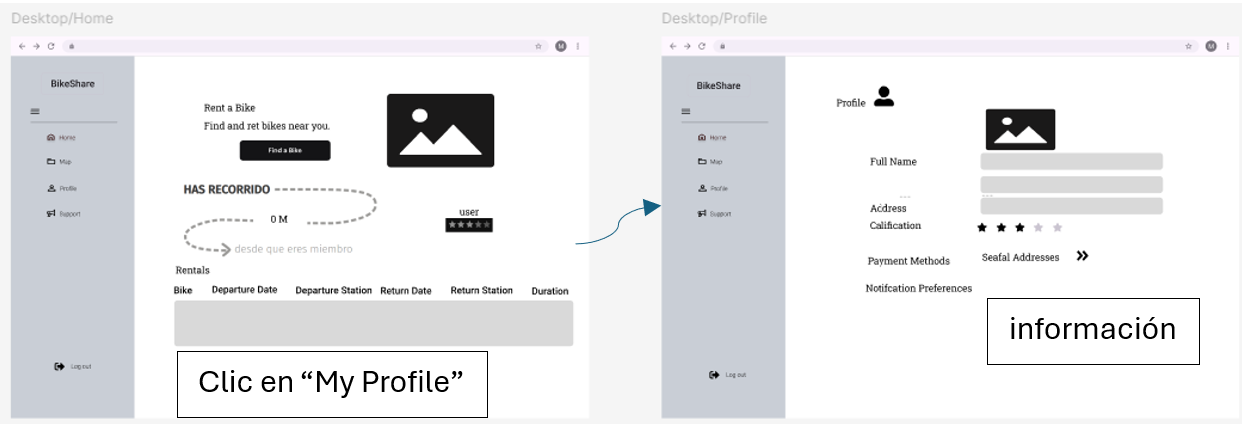 Desktop/Home
M
BikeShare
Home
Map
Profile
Support
Log out
Rent a Bike
Find and ret bikes near you.
Find a Bike
HAS RECORRIDO
0 M
desde que eres miembro
user
Rentals
Bike Departure Date Departure Station Return Date Return Station Duration
Clic en “My Profile”
Desktop/Profile
M
BikeShare
Home
Map
Profile
Support
Log out
Profile
Full Name
Address
Calification
Payment Methods Seafal Addresses
Notifcation Preferences
información